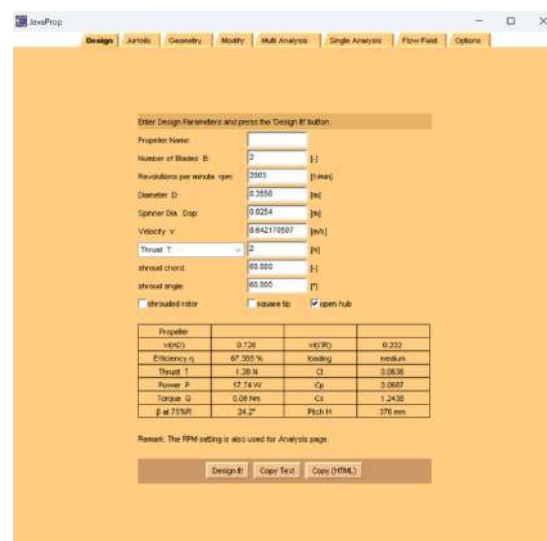 JavaProp
Design Airfoils Geometry Modify Multi Analysis Single Analysis Flow Field Options
Enter Design Parameters and press the 'Design It!' button.
Propeller Name:
Number of Blades B: 2 [-]
Revolutions per minute rpm: 2003 [1/min]
Diameter D: 0.3556 [m]
Spinner Dia. Dsp: 0.0254 [m]
Velocity v: 8.642170507 [m/s]
Thrust T: 2 [N]
shroud chord: 60.000 [-]
shroud angle: 60.000 [°]
shrouded rotor square tip open hub
Propeller
v/(nD) 0.728 v/(ΩR) 0.232
Efficiency η 67.355 % loading medium
Thrust T 1.38 N Ct 0.0636
Power P 17.74 W Cp 0.0687
Torque Q 0.08 Nm Cs 1.2438
β at 75%R 24.2° Pitch H 376 mm
Remark: The RPM setting is also used for Analysis page.
Design It! Copy Text Copy (HTML)